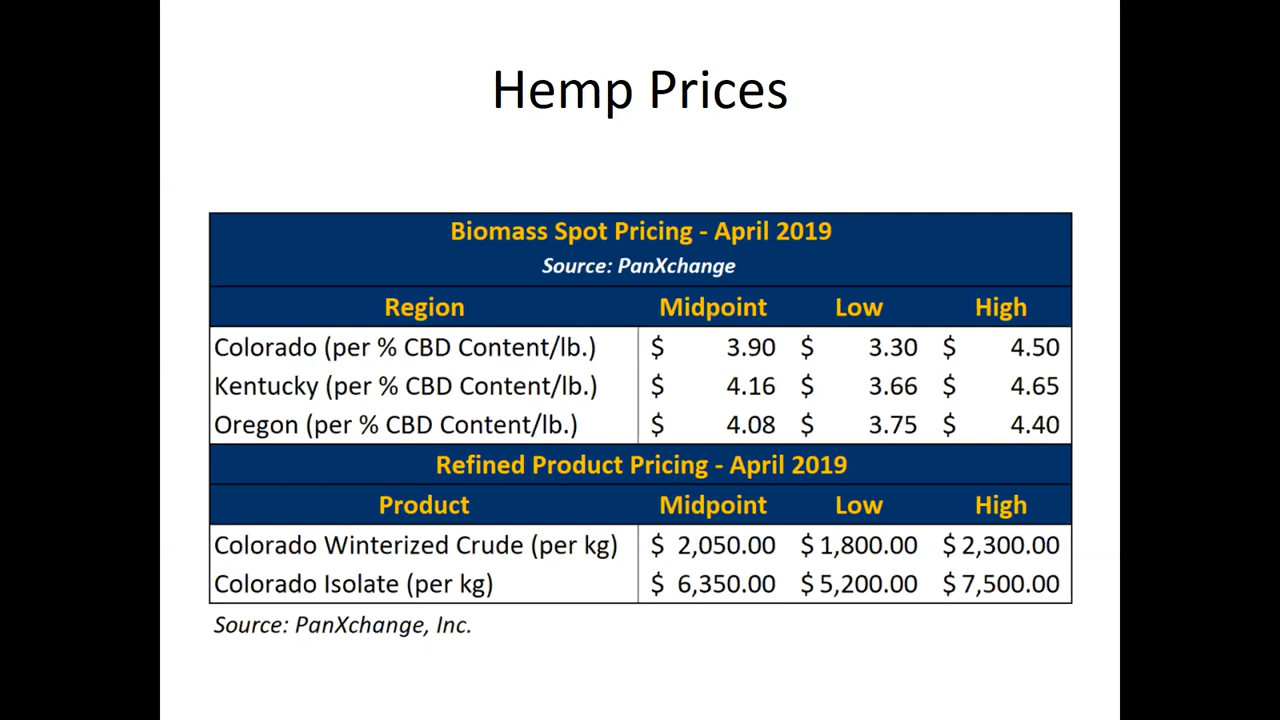 Hemp Prices
Biomass Spot Pricing - April 2019
Source: PanXchange
Region Midpoint Low High
Colorado (per % CBD Content/lb.) $ 3.90 $ 3.30 $ 4.50
Kentucky (per % CBD Content/lb.) $ 4.16 $ 3.66 $ 4.65
Oregon (per % CBD Content/lb.) $ 4.08 $ 3.75 $ 4.40
Refined Product Pricing - April 2019
Product Midpoint Low High
Colorado Winterized Crude (per kg) $ 2,050.00 $ 1,800.00 $ 2,300.00
Colorado Isolate (per kg) $ 6,350.00 $ 5,200.00 $ 7,500.00
Source: PanXchange, Inc.